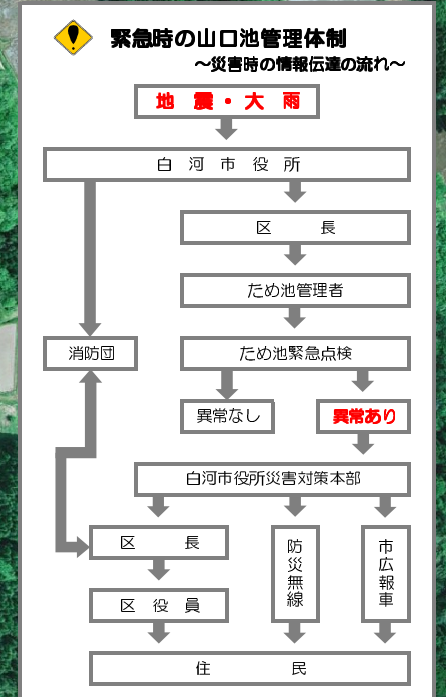 緊急時の山口池管理体制
～災害時の情報伝達の流れ～
地　震・大　雨
白　河　市　役　所
区　　　長
ため池管理者
消防団
ため池緊急点検
異常なし
異常あり
白河市役所災害対策本部
区　　　長
防災無線
市広報車
区　役　員
住　　　　　民